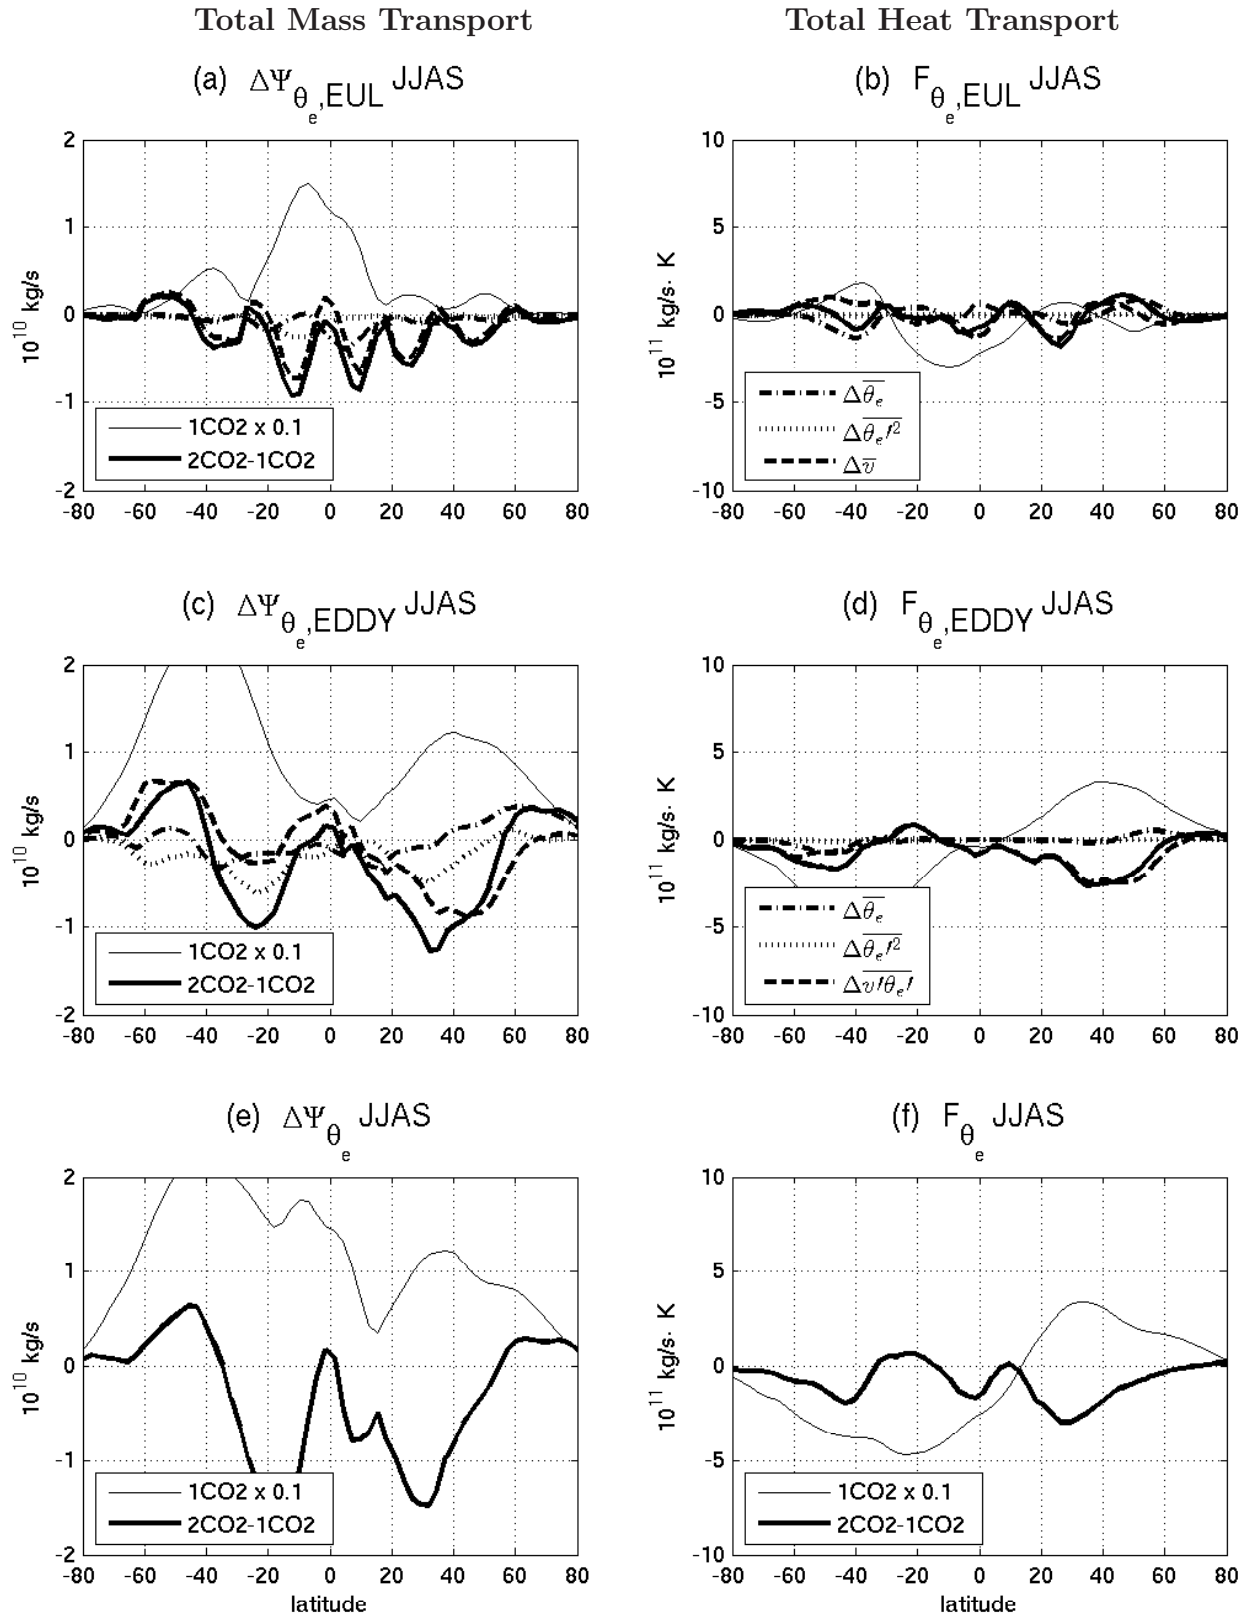 Total Mass Transport
Total Heat Transport
(a) ΔΨθe,EUL JJAS
2
1
0
-1
-2
10^10 kg/s
1CO2 x 0.1
2CO2-1CO2
-80 -60 -40 -20 0 20 40 60 80
(b) Fθe,EUL JJAS
10
5
0
-5
-10
10^11 kg/s· K
Δθe
Δθe′2
Δv
-80 -60 -40 -20 0 20 40 60 80
(c) ΔΨθe,EDDY JJAS
2
1
0
-1
-2
10^10 kg/s
1CO2 x 0.1
2CO2-1CO2
-80 -60 -40 -20 0 20 40 60 80
(d) Fθe,EDDY JJAS
10
5
0
-5
-10
10^11 kg/s· K
Δθe
Δθe′2
Δv′θe′
-80 -60 -40 -20 0 20 40 60 80
(e) ΔΨθe JJAS
2
1
0
-1
-2
10^10 kg/s
1CO2 x 0.1
2CO2-1CO2
-80 -60 -40 -20 0 20 40 60 80
latitude
(f) Fθe JJAS
10
5
0
-5
-10
10^11 kg/s· K
1CO2 x 0.1
2CO2-1CO2
-80 -60 -40 -20 0 20 40 60 80
latitude